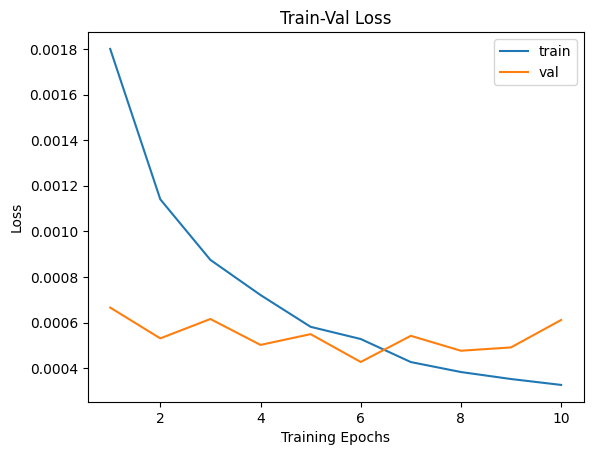 Train-Val Loss
train
val
Loss
0.0018
0.0016
0.0014
0.0012
0.0010
0.0008
0.0006
0.0004
2 4 6 8 10
Training Epochs